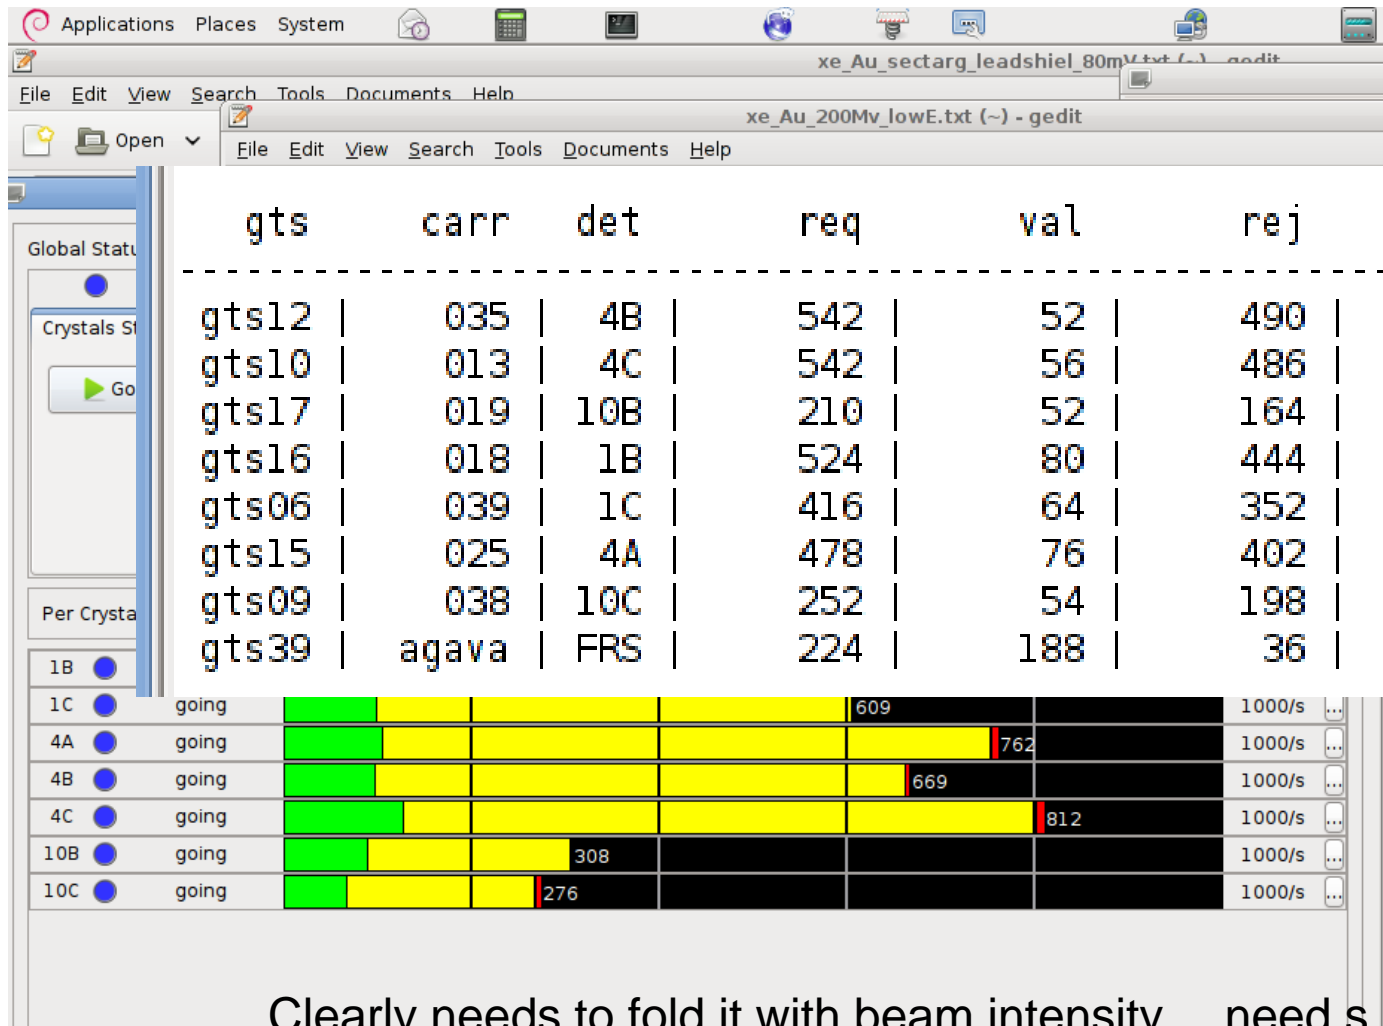 Applications Places System
xe_Au_sectarg_leadshiel_80mV.txt (~) gedit
File Edit View Search Tools Documents Help
xe_Au_200Mv_lowE.txt (~) - gedit
Open
File Edit View Search Tools Documents Help
gts carr det req val rej
gts12 | 035 | 4B | 542 | 52 | 490 |
gts10 | 013 | 4C | 542 | 56 | 486 |
gts17 | 019 | 10B | 210 | 52 | 164 |
gts16 | 018 | 1B | 524 | 80 | 444 |
gts06 | 039 | 1C | 416 | 64 | 352 |
gts15 | 025 | 4A | 478 | 76 | 402 |
gts09 | 038 | 10C | 252 | 54 | 198 |
gts39 | agava | FRS | 224 | 188 | 36 |
Global Statu
Crystals St
Go
Per Crysta
1B
1C going 609 1000/s ...
4A going 762 1000/s ...
4B going 669 1000/s ...
4C going 812 1000/s ...
10B going 308 1000/s ...
10C going 276 1000/s ...
Clearly needs to fold it with beam intensity need s